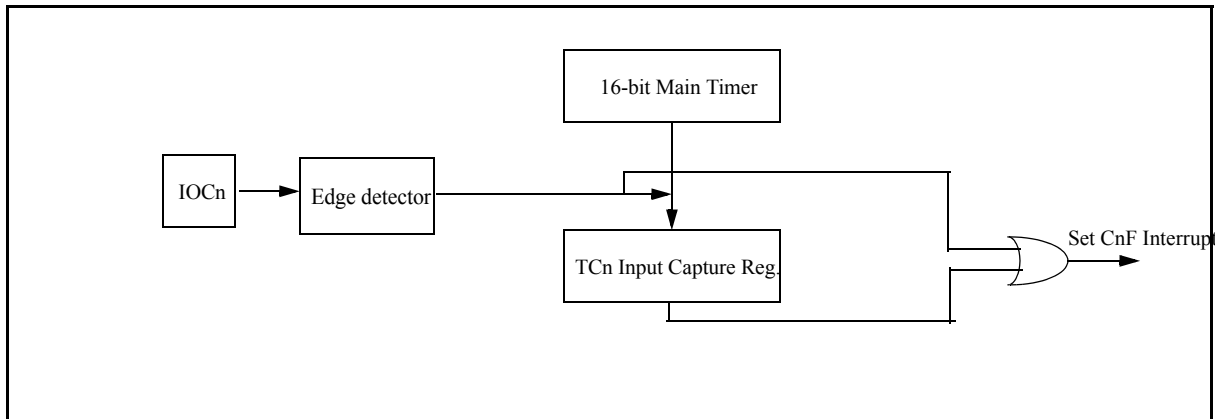 16-bit Main Timer
IOCn
Edge detector
TCn Input Capture Reg.
Set CnF Interrupt